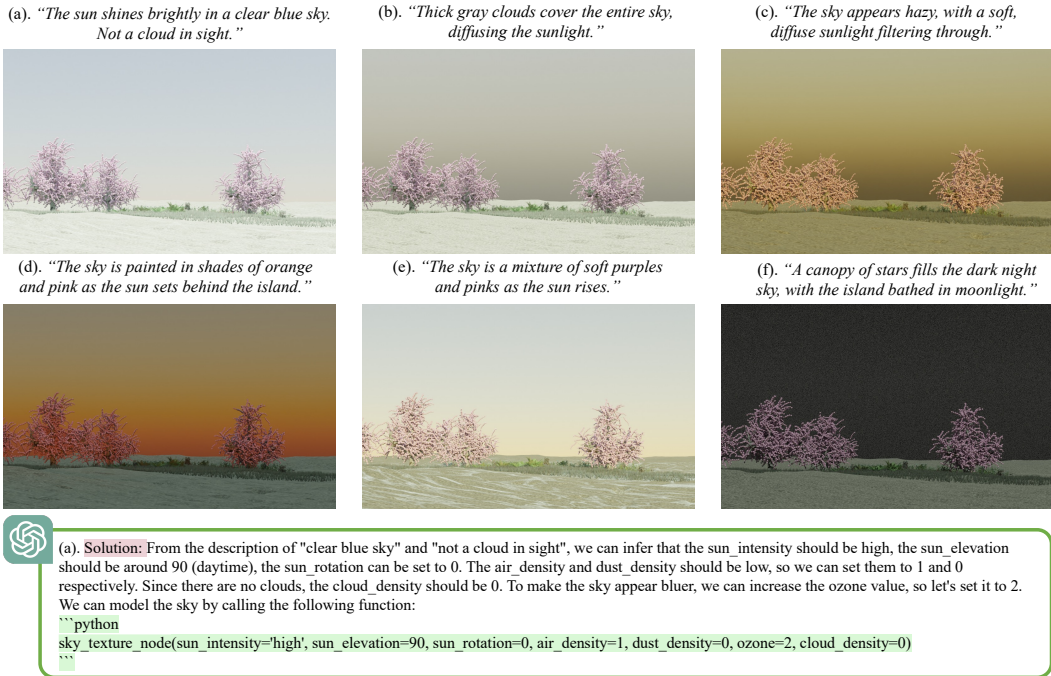 (a). “The sun shines brightly in a clear blue sky.
Not a cloud in sight.”
(b). “Thick gray clouds cover the entire sky,
diffusing the sunlight.”
(c). “The sky appears hazy, with a soft,
diffuse sunlight filtering through.”
(d). “The sky is painted in shades of orange
and pink as the sun sets behind the island.”
(e). “The sky is a mixture of soft purples
and pinks as the sun rises.”
(f). “A canopy of stars fills the dark night
sky, with the island bathed in moonlight.”
(a). Solution: From the description of "clear blue sky" and "not a cloud in sight", we can infer that the sun_intensity should be high, the sun_elevation
should be around 90 (daytime), the sun_rotation can be set to 0. The air_density and dust_density should be low, so we can set them to 1 and 0
respectively. Since there are no clouds, the cloud_density should be 0. To make the sky appear bluer, we can increase the ozone value, so let's set it to 2.
We can model the sky by calling the following function:
```python
sky_texture_node(sun_intensity='high', sun_elevation=90, sun_rotation=0, air_density=1, dust_density=0, ozone=2, cloud_density=0)
```